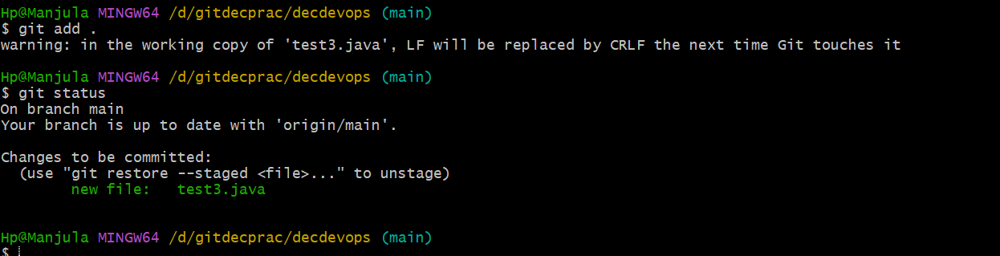 Hp@Manjula MINGW64 /d/gitdecprac/decdevops (main)
$ git add .
warning: in the working copy of 'test3.java', LF will be replaced by CRLF the next time Git touches it
Hp@Manjula MINGW64 /d/gitdecprac/decdevops (main)
$ git status
On branch main
Your branch is up to date with 'origin/main'.
Changes to be committed:
  (use "git restore --staged <file>..." to unstage)
        new file:   test3.java
Hp@Manjula MINGW64 /d/gitdecprac/decdevops (main)
$